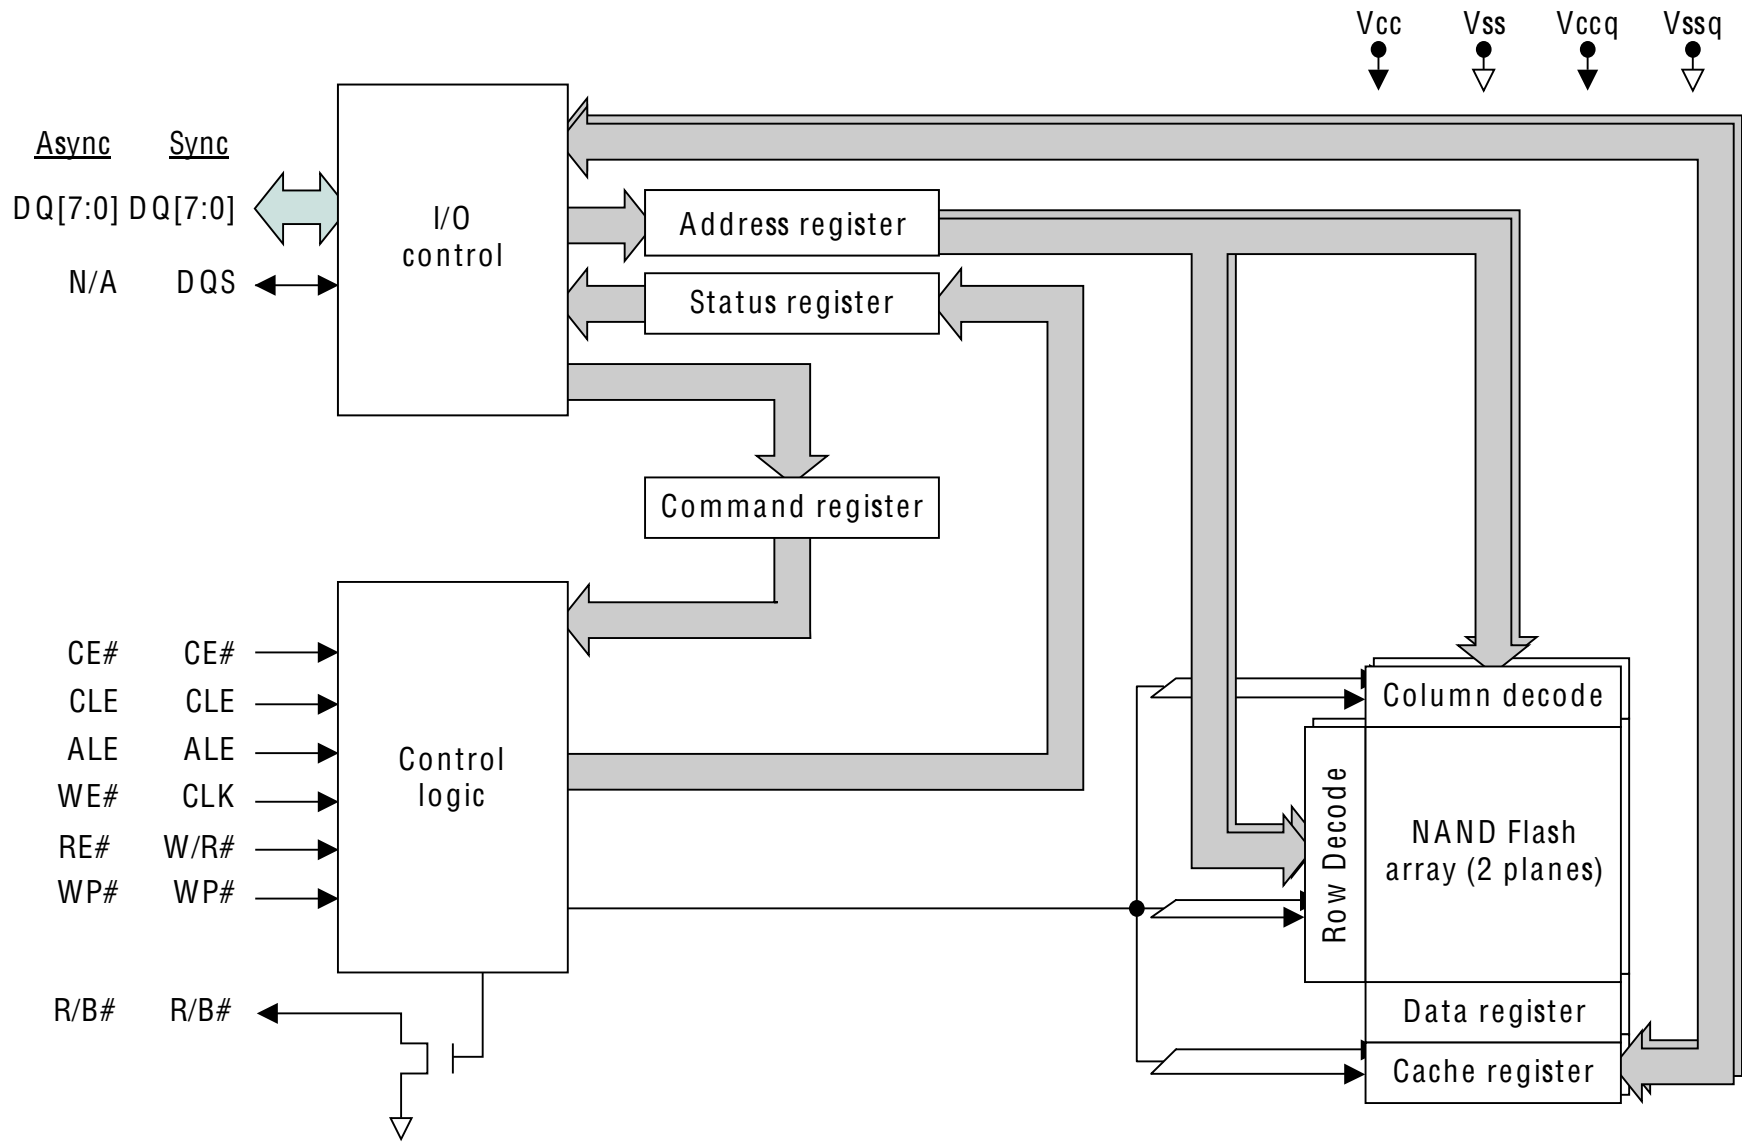 Vcc Vss Vccq Vssq
Async Sync
DQ[7:0] DQ[7:0]
N/A DQS
I/O
control
Address register
Status register
Command register
CE# CE#
CLE CLE
ALE ALE
WE# CLK
RE# W/R#
WP# WP#
R/B# R/B#
Control
logic
Column decode
Row Decode
NAND Flash
array (2 planes)
Data register
Cache register